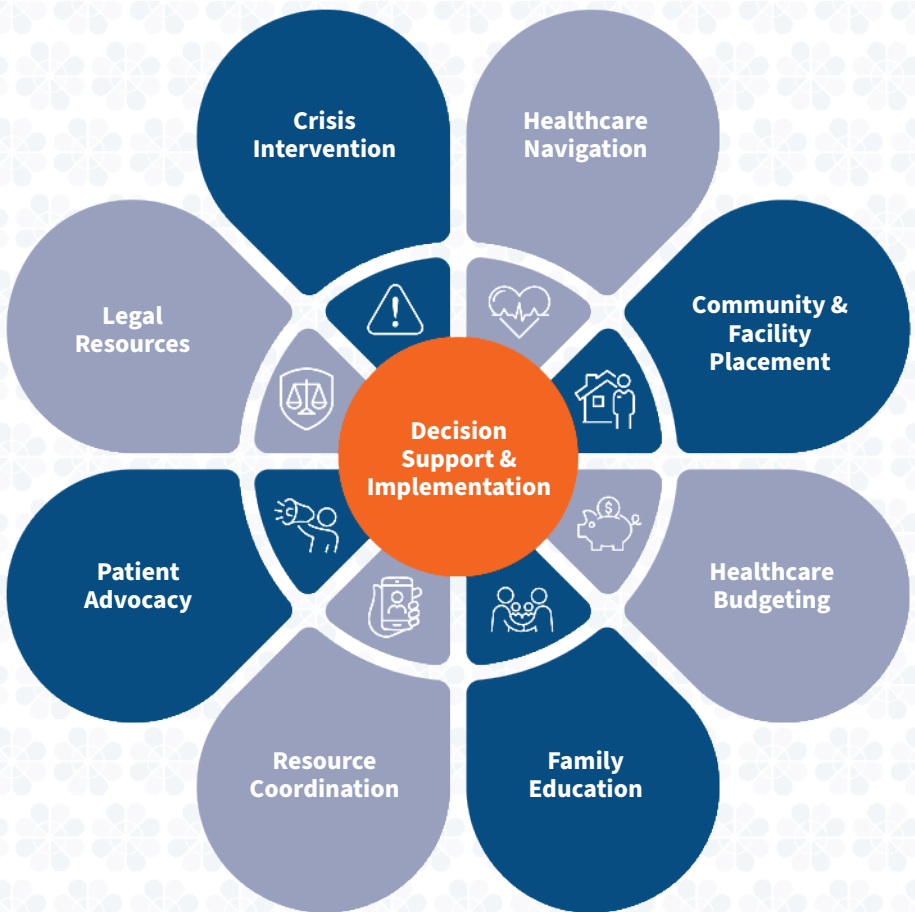 Crisis
Intervention
Healthcare
Navigation
Legal
Resources
Community &
Facility
Placement
Decision
Support &
Implementation
Patient
Advocacy
Healthcare
Budgeting
Resource
Coordination
Family
Education